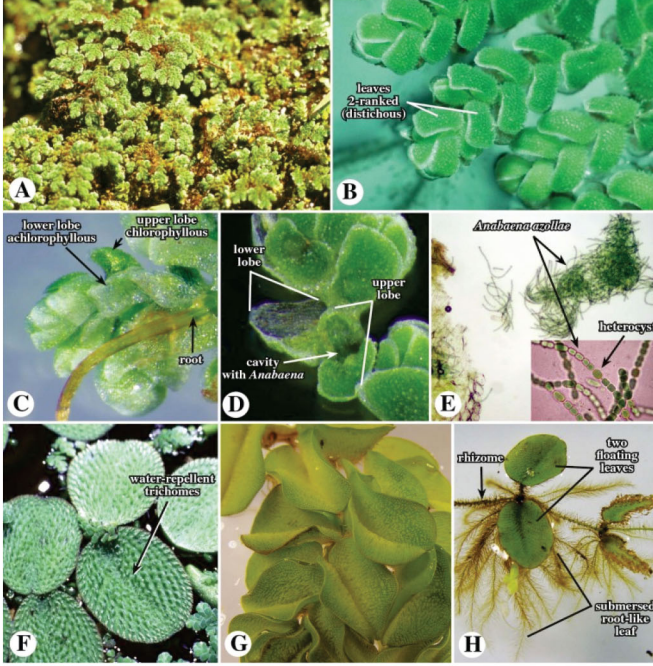 A
leaves
2-ranked
(distichous)
B
lower lobe
achlorophyllous
upper lobe
chlorophyllous
root
C
lower
lobe
upper
lobe
cavity
with Anabaena
D
Anabaena azollae
heterocyst
E
water-repellent
trichomes
F
G
rhizome
two
floating
leaves
submersed
root-like
leaf
H